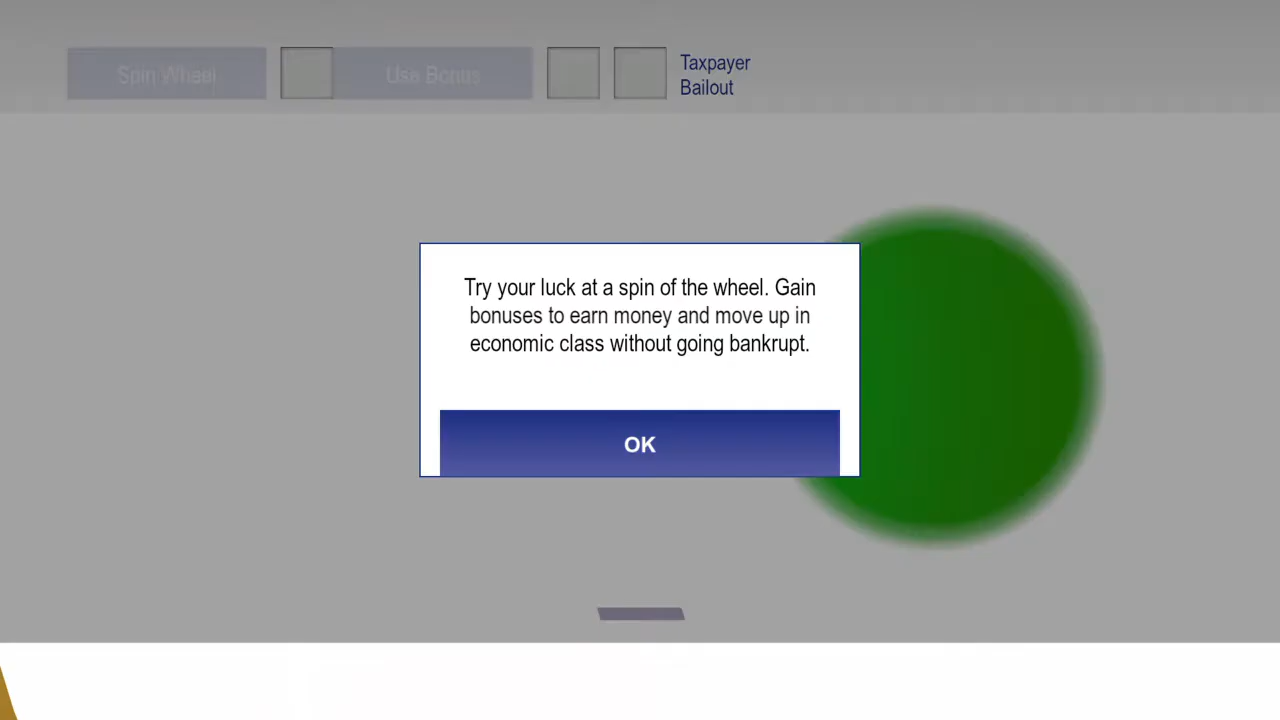 Spin Wheel
Use Bonus
Taxpayer
Bailout
Try your luck at a spin of the wheel. Gain
bonuses to earn money and move up in
economic class without going bankrupt.
OK